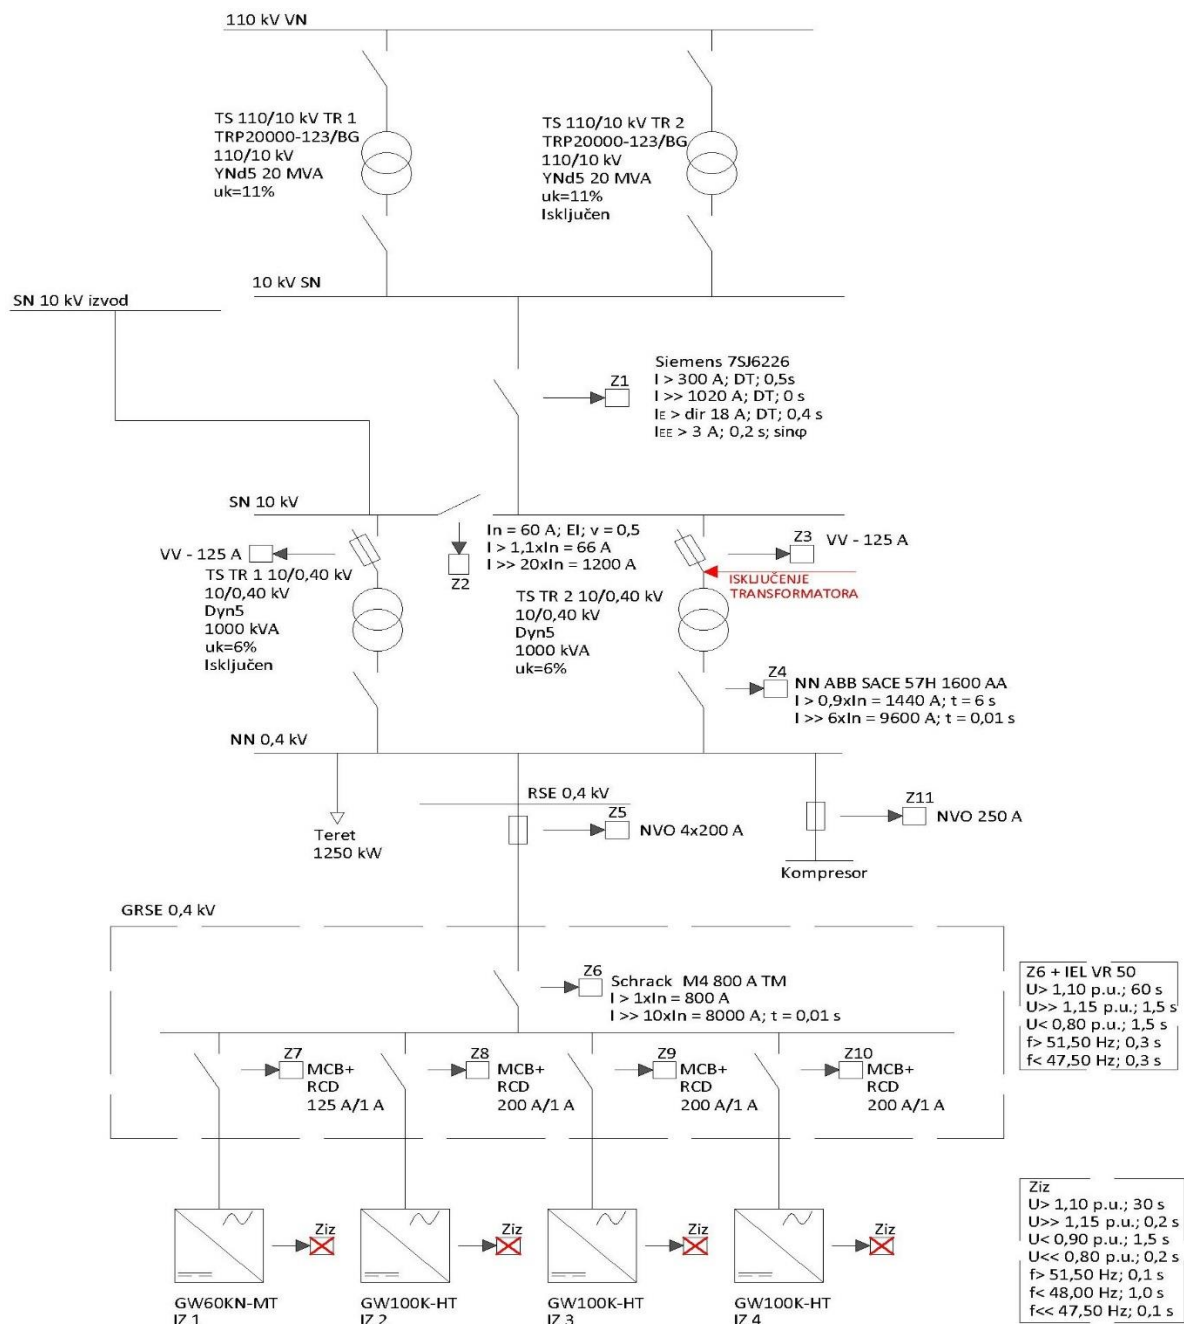 110 kV VN
TS 110/10 kV TR 1
TRP20000-123/BG
110/10 kV
YNd5 20 MVA
uk=11%
TS 110/10 kV TR 2
TRP20000-123/BG
110/10 kV
YNd5 20 MVA
uk=11%
Isključen
10 kV SN
SN 10 kV izvod
Z1
Siemens 7SJ6226
I > 300 A; DT; 0,5s
I >> 1020 A; DT; 0 s
IE > dir 18 A; DT; 0,4 s
IEE > 3 A; 0,2 s; sinφ
SN 10 kV
VV - 125 A
TS TR 1 10/0,40 kV
10/0,40 kV
Dyn5
1000 kVA
uk=6%
Isključen
In = 60 A; EI; v = 0,5
I > 1,1xIn = 66 A
I >> 20xIn = 1200 A
Z2
Z3
VV - 125 A
ISKLJUČENJE
TRANSFORMATORA
TS TR 2 10/0,40 kV
10/0,40 kV
Dyn5
1000 kVA
uk=6%
Z4
NN ABB SACE 57H 1600 AA
I > 0,9xIn = 1440 A; t = 6 s
I >> 6xIn = 9600 A; t = 0,01 s
NN 0,4 kV
Teret
1250 kW
RSE 0,4 kV
Z5
NVO 4x200 A
Z11
NVO 250 A
Kompresor
GRSE 0,4 kV
Z6
Schrack M4 800 A TM
I > 1xIn = 800 A
I >> 10xIn = 8000 A; t = 0,01 s
Z6 + IEL VR 50
U> 1,10 p.u.; 60 s
U>> 1,15 p.u.; 1,5 s
U< 0,80 p.u.; 1,5 s
f> 51,50 Hz; 0,3 s
f< 47,50 Hz; 0,3 s
Z7
MCB+
RCD
125 A/1 A
Z8
MCB+
RCD
200 A/1 A
Z9
MCB+
RCD
200 A/1 A
Z10
MCB+
RCD
200 A/1 A
Ziz
Ziz
Ziz
Ziz
GW60KN-MT
IZ 1
GW100K-HT
IZ 2
GW100K-HT
IZ 3
GW100K-HT
IZ 4
Ziz
U> 1,10 p.u.; 30 s
U>> 1,15 p.u.; 0,2 s
U< 0,90 p.u.; 1,5 s
U<< 0,80 p.u.; 0,2 s
f> 51,50 Hz; 0,1 s
f< 48,00 Hz; 1,0 s
f<< 47,50 Hz; 0,1 s